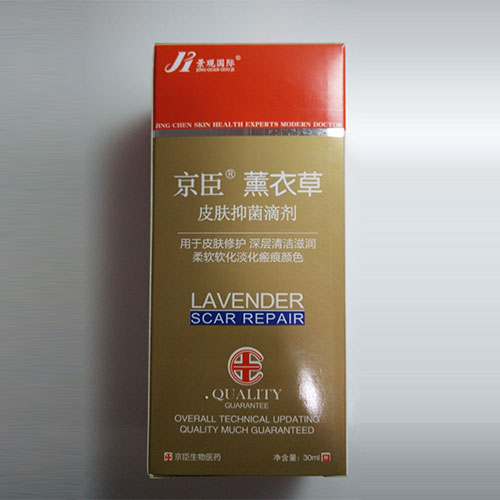 景观国际®
JING GUAN GUO JI
JING CHEN SKIN HEALTH EXPERTS MODERN DOCTOR
京臣® 薰衣草
皮肤抑菌滴剂
用于皮肤修护 深层清洁滋润
柔软软化淡化瘢痕颜色
LAVENDER
SCAR REPAIR
.QUALITY
GUARANTEE
OVERALL TECHNICAL UPDATING
QUALITY MUCH GUARANTEED
京臣生物医药
净含量：30ml